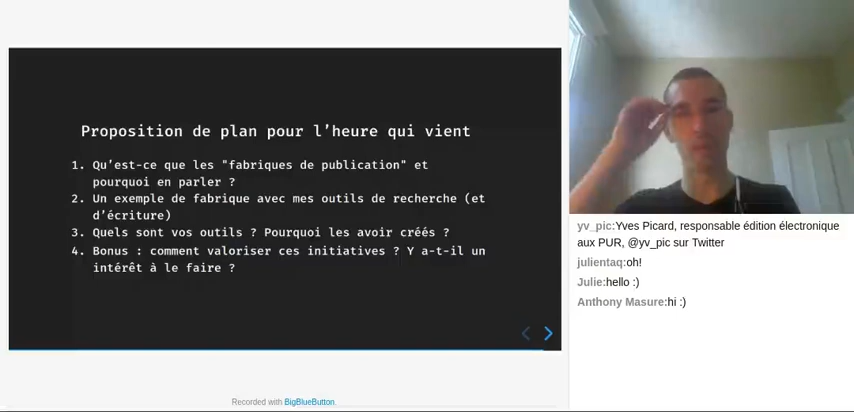 Proposition de plan pour l’heure qui vient
1. Qu’est-ce que les "fabriques de publication" et
pourquoi en parler ?
2. Un exemple de fabrique avec mes outils de recherche (et
d’écriture)
3. Quels sont vos outils ? Pourquoi les avoir créés ?
4. Bonus : comment valoriser ces initiatives ? Y a-t-il un
intérêt à le faire ?
Recorded with BigBlueButton.
yv_pic:Yves Picard, responsable édition électronique
aux PUR, @yv_pic sur Twitter
julientaq:oh!
Julie:hello :)
Anthony Masure:hi :)